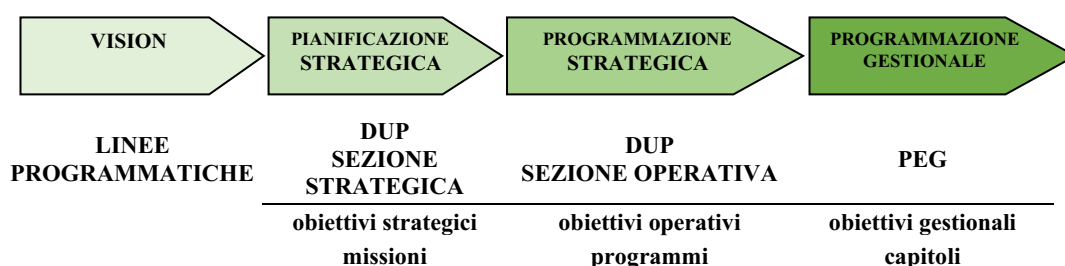 VISION
PIANIFICAZIONE
STRATEGICA
PROGRAMMAZIONE
STRATEGICA
PROGRAMMAZIONE
GESTIONALE
LINEE
PROGRAMMATICHE
DUP
SEZIONE
STRATEGICA
DUP
SEZIONE OPERATIVA
PEG
obiettivi strategici
missioni
obiettivi operativi
programmi
obiettivi gestionali
capitoli